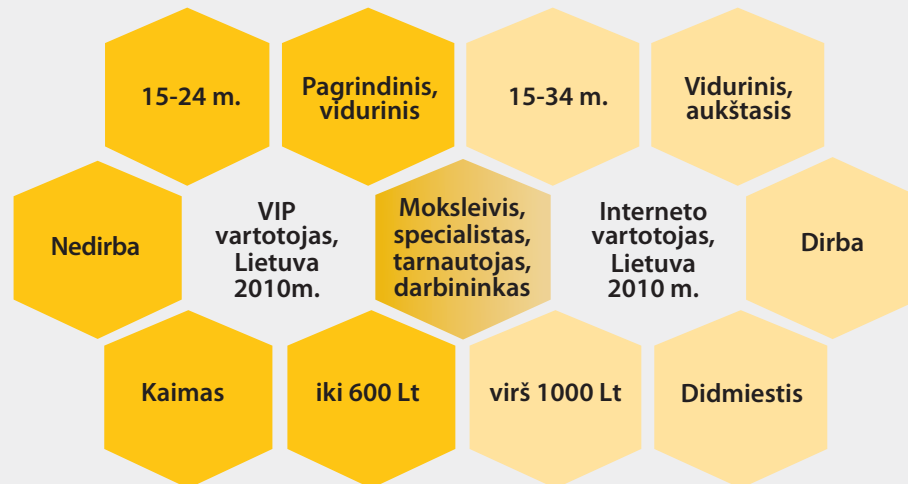 15-24 m.
Pagrindinis,
vidurinis
15-34 m.
Vidurinis,
aukštasis
Nedirba
VIP
vartotojas,
Lietuva
2010m.
Moksleivis,
specialistas,
tarnautojas,
darbininkas
Interneto
vartotojas,
Lietuva
2010 m.
Dirba
Kaimas
iki 600 Lt
virš 1000 Lt
Didmiestis